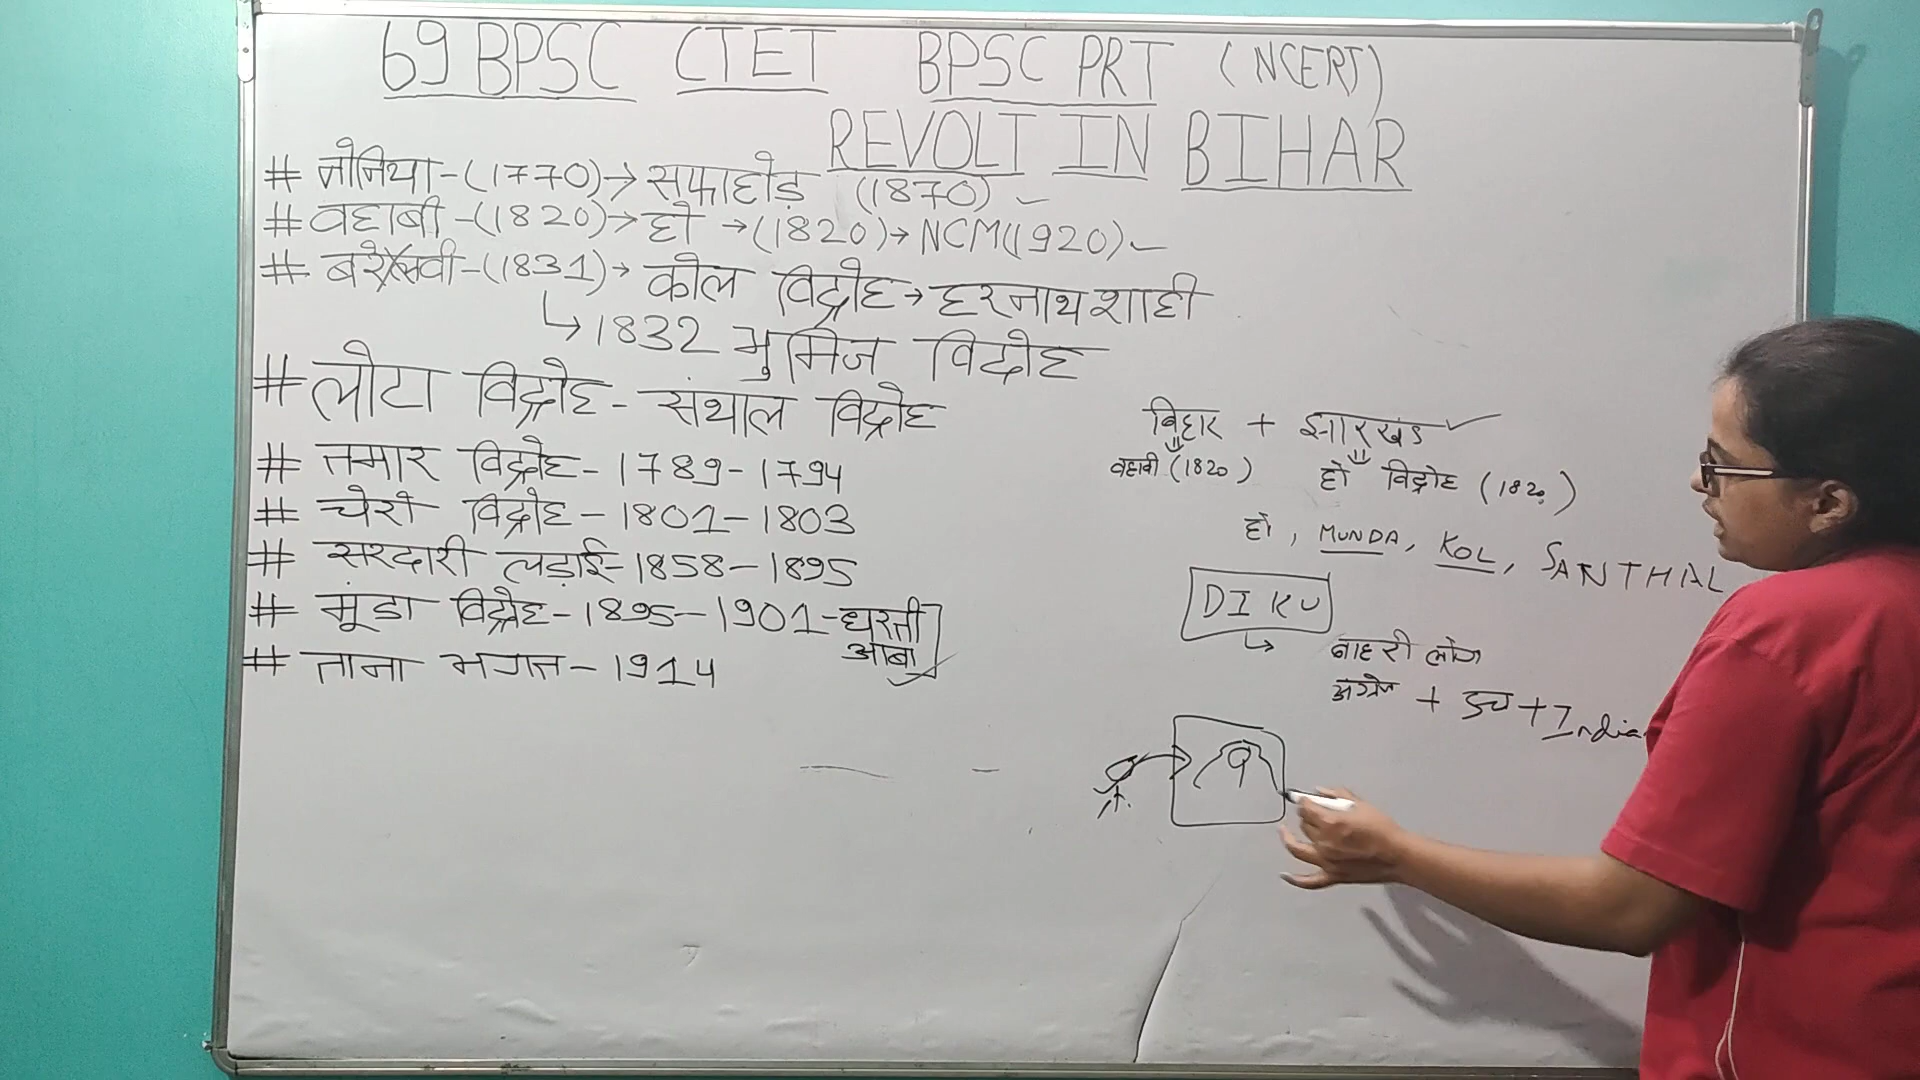 69 BPSC CTET BPSC PRT (NCERT)
REVOLT IN BIHAR
# नोनिया-(1770)→सफाहोड़ (1870)
# वहाबी-(1820)→हो→(1820)→NCM(1920)
# बरेलवी-(1831)→कोल विद्रोह→हरनाथशाही
↳1832 भुमिज विद्रोह
# लोटा विद्रोह-संथाल विद्रोह
# तमार विद्रोह-1789-1794
# चेरो विद्रोह-1801-1803
# सरदारी लड़ाई-1858-1895
# मूंडा विद्रोह-1895-1901-धरती
आबा
# ताना भगत-1914
बिहार + झारखंड
वहाबी (1820) हो विद्रोह (1820)
हो, MUNDA, KOL, SANTHAL
DIKU
↳ बाहरी लोग
अंग्रेज + डच + India